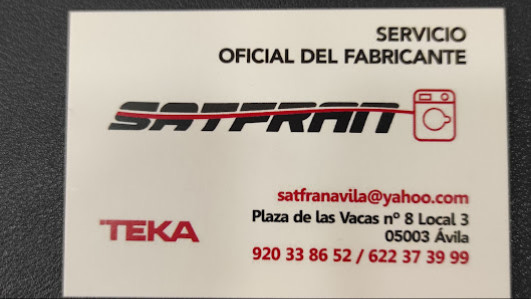 SERVICIO
OFICIAL DEL FABRICANTE
SATFRAN
satfranavila@yahoo.com
Plaza de las Vacas nº 8 Local 3
05003 Ávila
TEKA
920 33 86 52 / 622 37 39 99